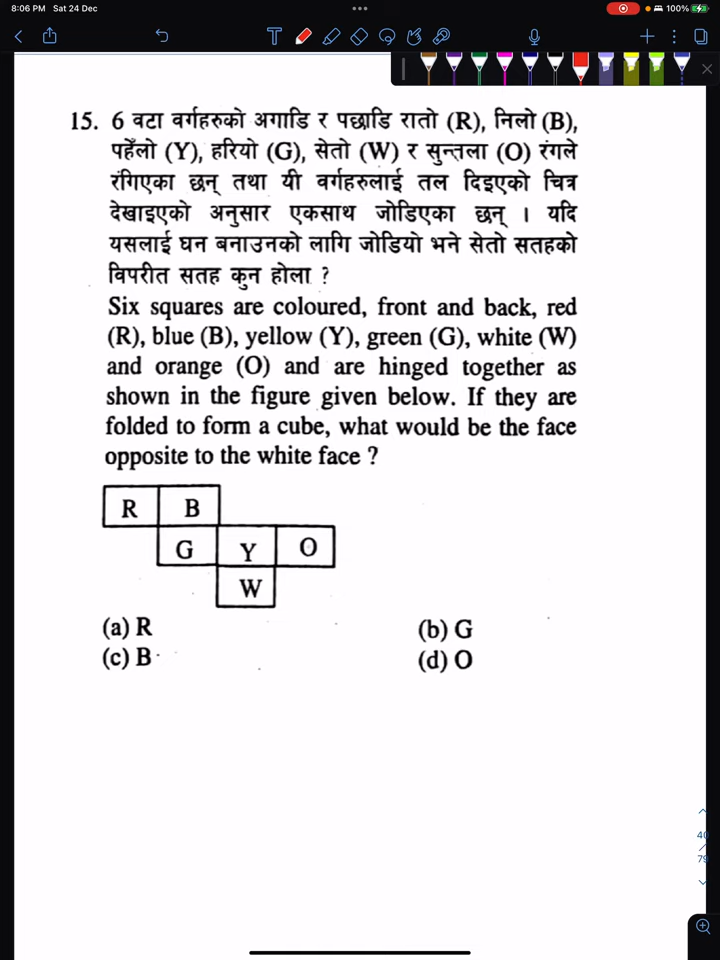 8:06 PM Sat 24 Dec
100%
15. 6 वटा वर्गहरुको अगाडि र पछाडि रातो (R), निलो (B),
पहेँलो (Y), हरियो (G), सेतो (W) र सुन्तला (O) रंगले
रंगिएका छन् तथा यी वर्गहरुलाई तल दिइएको चित्र
देखाइएको अनुसार एकसाथ जोडिएका छन् । यदि
यसलाई घन बनाउनको लागि जोडियो भने सेतो सतहको
विपरीत सतह कुन होला ?
Six squares are coloured, front and back, red
(R), blue (B), yellow (Y), green (G), white (W)
and orange (O) and are hinged together as
shown in the figure given below. If they are
folded to form a cube, what would be the face
opposite to the white face ?
R B
G Y O
W
(a) R (b) G
(c) B (d) O